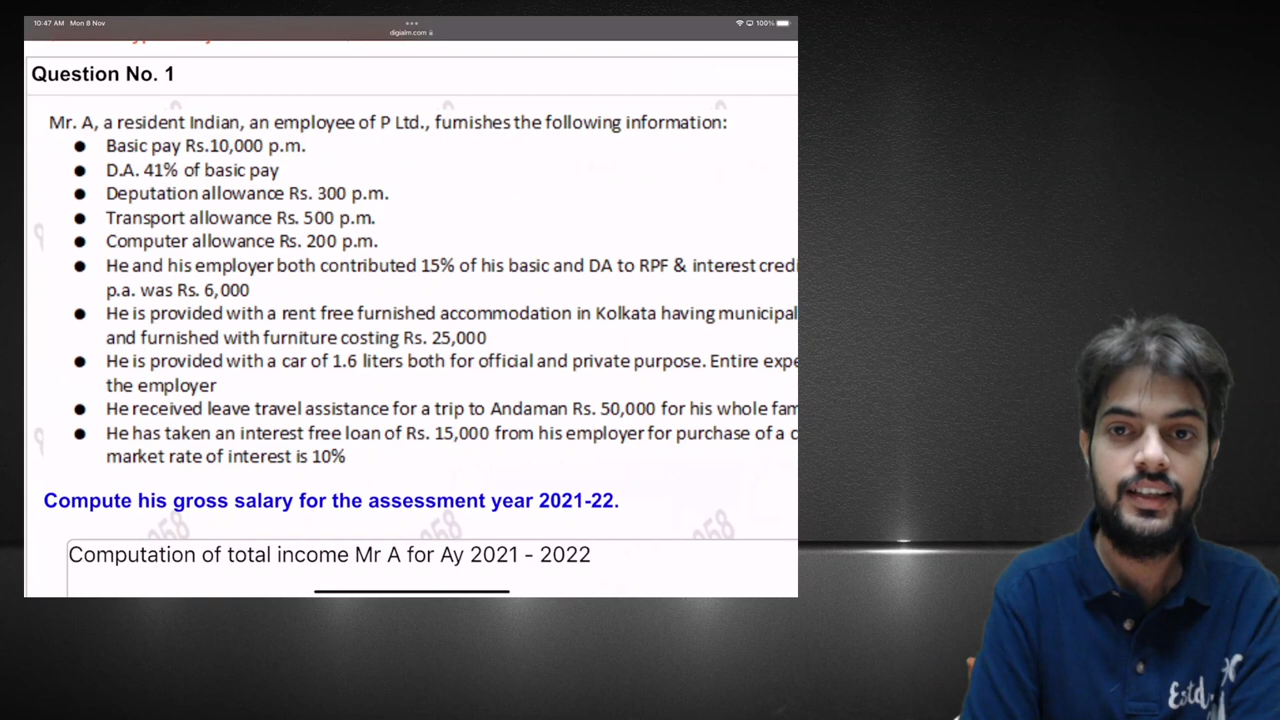 10:47 AM Mon 8 Nov
100%
digialm.com
Question No. 1
Mr. A, a resident Indian, an employee of P Ltd., furnishes the following information:
● Basic pay Rs.10,000 p.m.
● D.A. 41% of basic pay
● Deputation allowance Rs. 300 p.m.
● Transport allowance Rs. 500 p.m.
● Computer allowance Rs. 200 p.m.
● He and his employer both contributed 15% of his basic and DA to RPF & interest
p.a. was Rs. 6,000
● He is provided with a rent free furnished accommodation in Kolkata having municipal
and furnished with furniture costing Rs. 25,000
● He is provided with a car of 1.6 liters both for official and private purpose. Entire
the employer
● He received leave travel assistance for a trip to Andaman Rs. 50,000 for his whole
● He has taken an interest free loan of Rs. 15,000 from his employer for purchase of a
market rate of interest is 10%
Compute his gross salary for the assessment year 2021-22.
Computation of total income Mr A for Ay 2021 - 2022
Estd